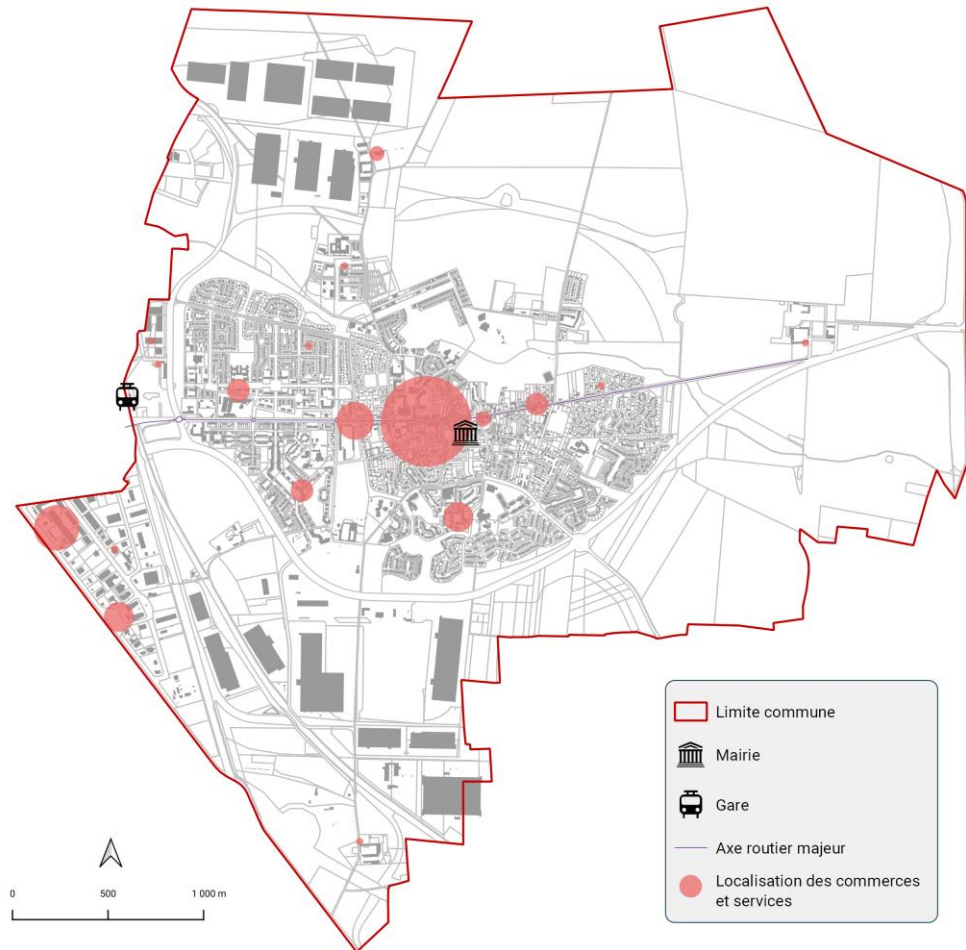 Limite commune
Mairie
Gare
Axe routier majeur
Localisation des commerces
et services
0 500 1 000 m